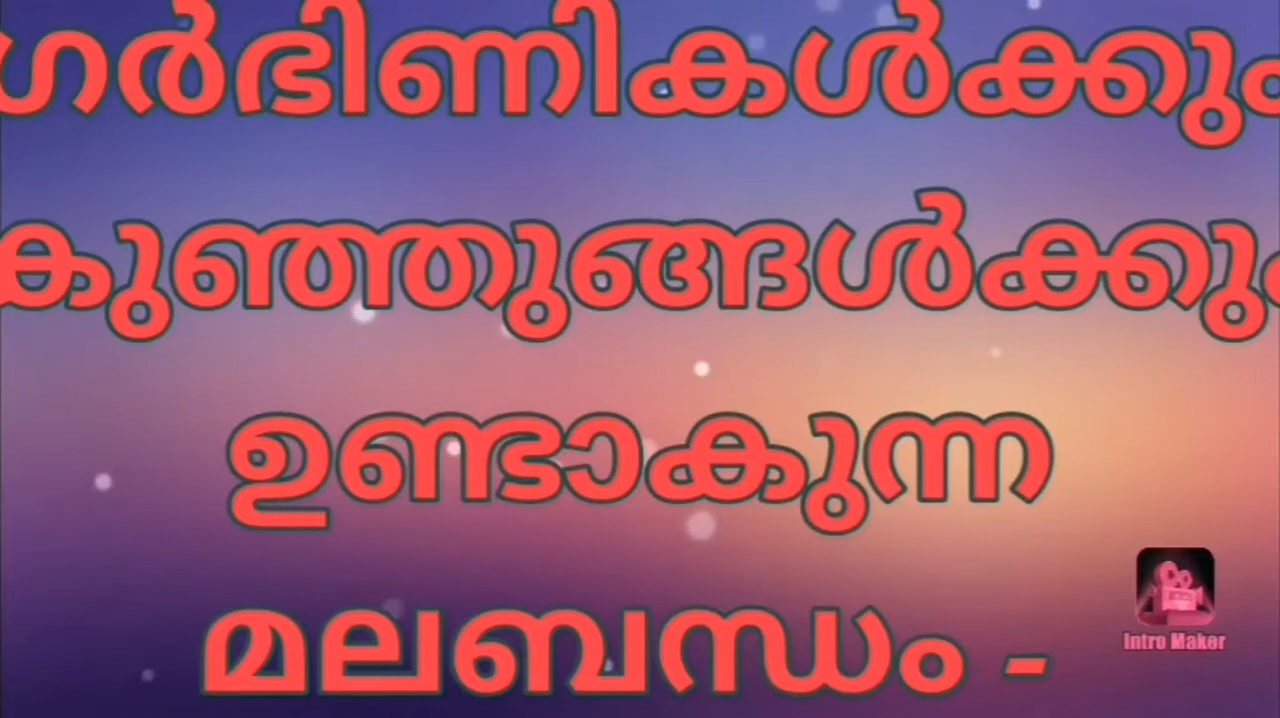 ഗർഭിണികൾക്കും
കുഞ്ഞുങ്ങൾക്കും
ഉണ്ടാകുന്ന
മലബന്ധം -
Intro Maker